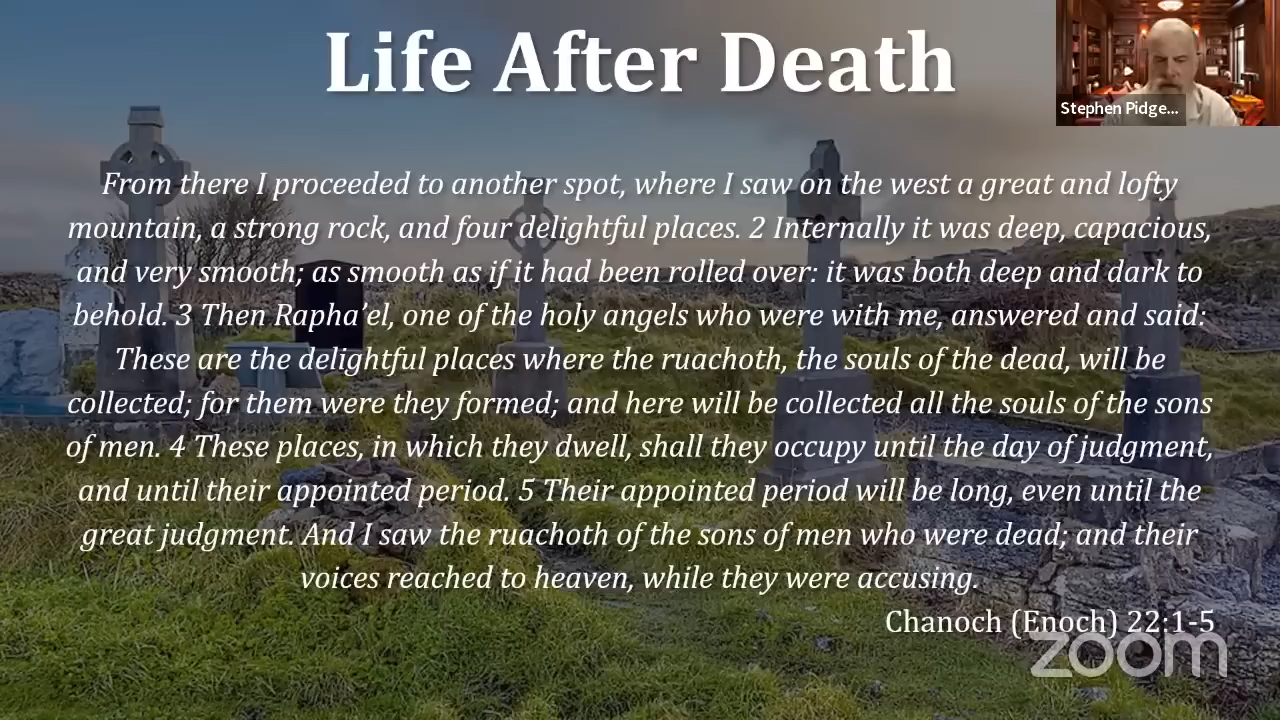 Life After Death
Stephen Pidge...
From there I proceeded to another spot, where I saw on the west a great and lofty
mountain, a strong rock, and four delightful places. 2 Internally it was deep, capacious,
and very smooth; as smooth as if it had been rolled over: it was both deep and dark to
behold. 3 Then Rapha’el, one of the holy angels who were with me, answered and said:
These are the delightful places where the ruachoth, the souls of the dead, will be
collected; for them were they formed; and here will be collected all the souls of the sons
of men. 4 These places, in which they dwell, shall they occupy until the day of judgment,
and until their appointed period. 5 Their appointed period will be long, even until the
great judgment. And I saw the ruachoth of the sons of men who were dead; and their
voices reached to heaven, while they were accusing.
Chanoch (Enoch) 22:1-5
zoom